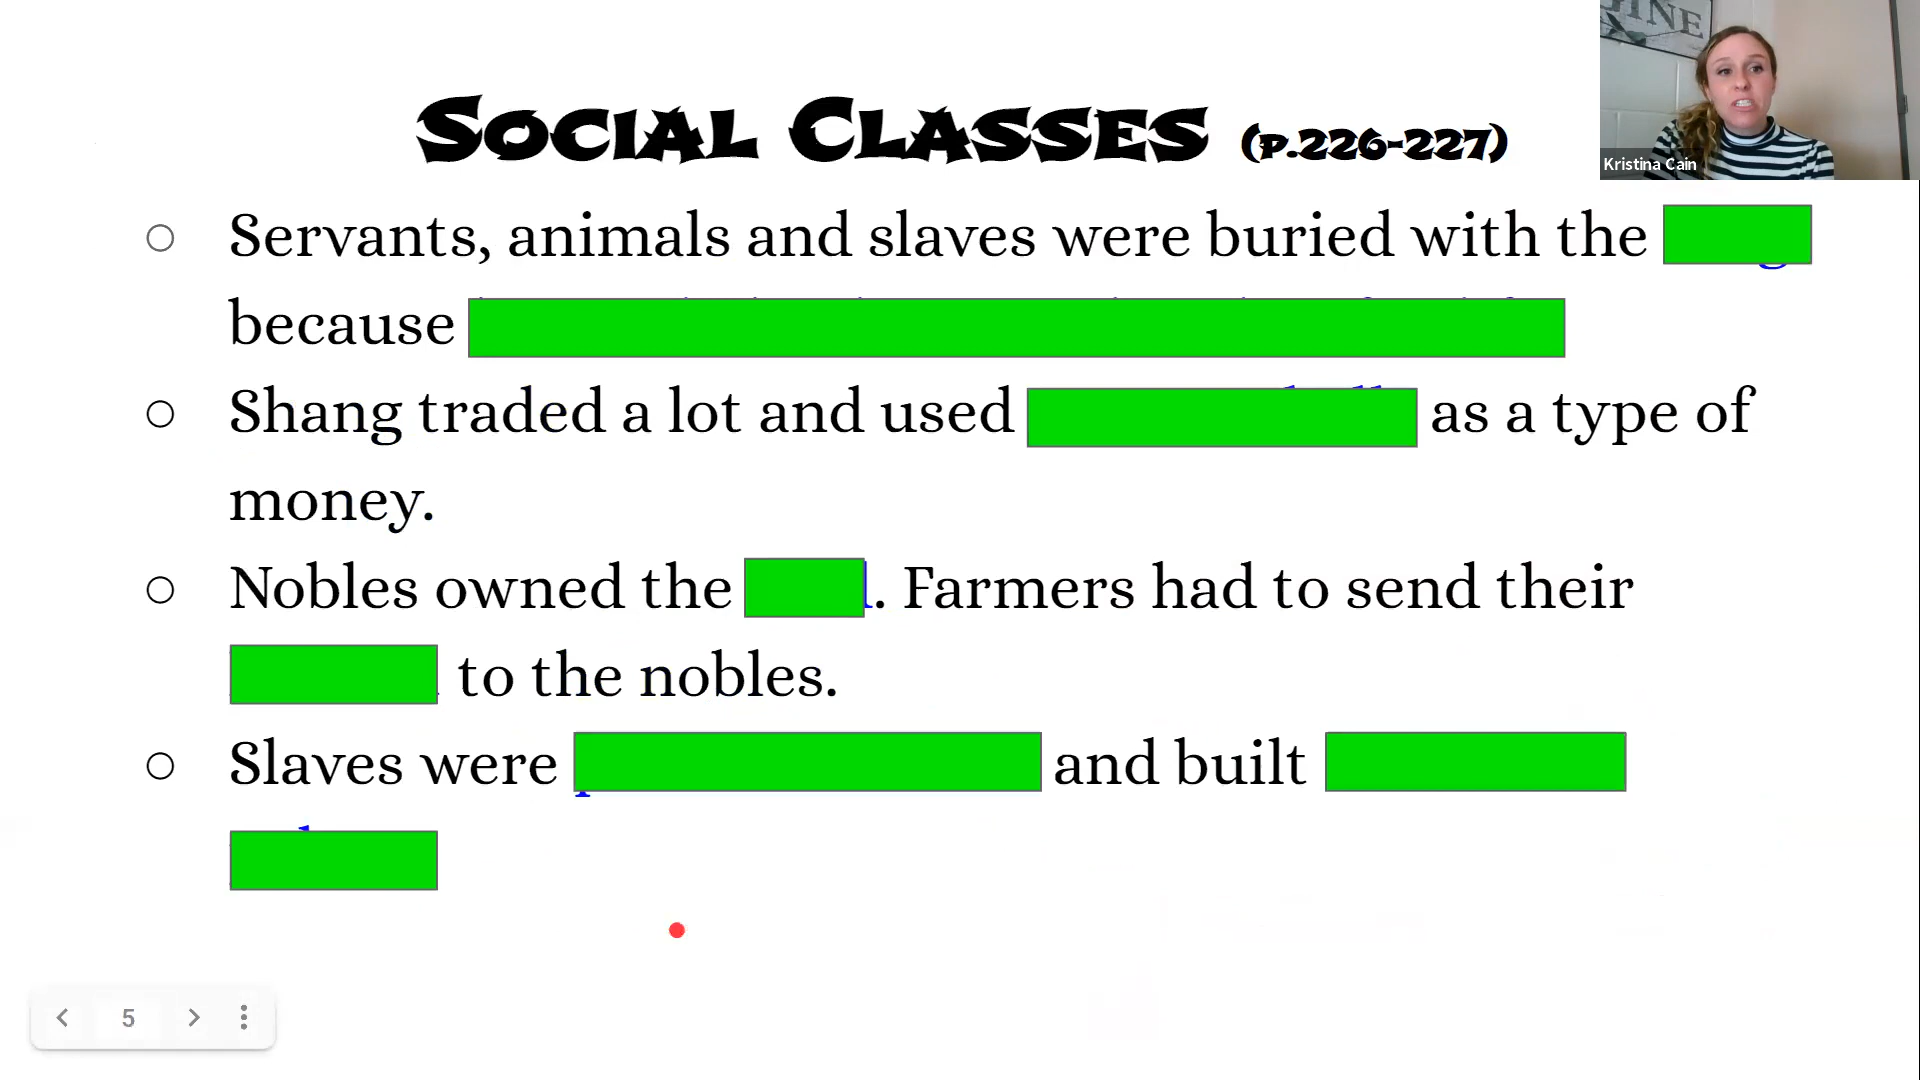 SOCIAL CLASSES (P.226-227)
GINE
Kristina Cain
Servants, animals and slaves were buried with the
because
Shang traded a lot and used as a type of
money.
Nobles owned the . Farmers had to send their
to the nobles.
Slaves were and built
5